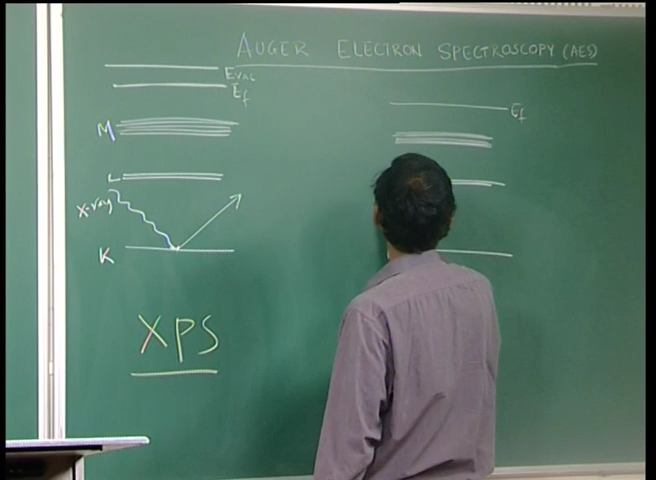 AUGER ELECTRON SPECTROSCOPY (AES)
Evac
Ef
Ef
M
L
X-ray
K
XPS